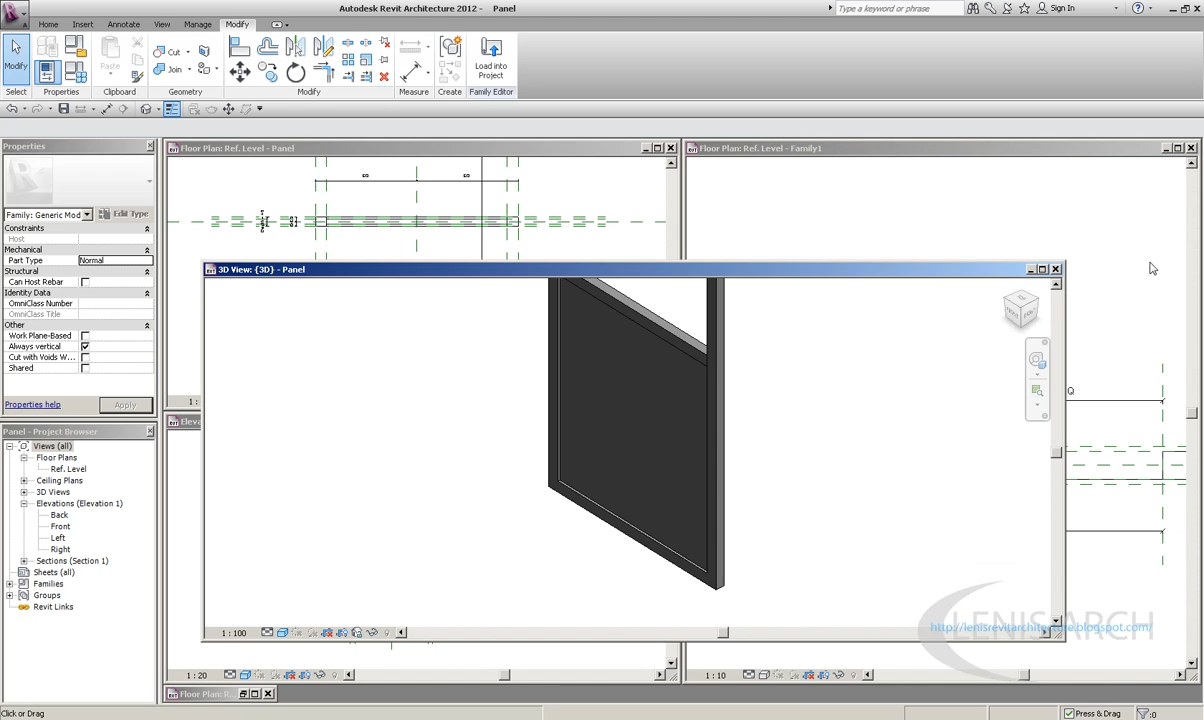 Autodesk Revit Architecture 2012 - Panel
Type a keyword or phrase
Sign In
Home Insert Annotate View Manage Modify
Modify
Paste
Cut
Join
Load into
Project
Select Properties Clipboard Geometry Modify Measure Create Family Editor
Properties
Floor Plan: Ref. Level - Panel
Floor Plan: Ref. Level - Family1
Family: Generic Mod
Edit Type
Constraints
Host
Mechanical
Part Type Normal
Structural
Can Host Rebar
Identity Data
OmniClass Number
OmniClass Title
Other
Work Plane-Based
Always vertical
Cut with Voids W...
Shared
Properties help
Apply
3D View: {3D} - Panel
Panel - Project Browser
Views (all)
Floor Plans
Ref. Level
Ceiling Plans
3D Views
Elevations (Elevation 1)
Back
Front
Left
Right
Sections (Section 1)
Sheets (all)
Families
Groups
Revit Links
1 : 100
LENIS ARCH
http://lenisrevitarchitecture.blogspot.com/
1 : 20
1 : 10
Floor Plan: R...
Click or Drag
Press & Drag
:0